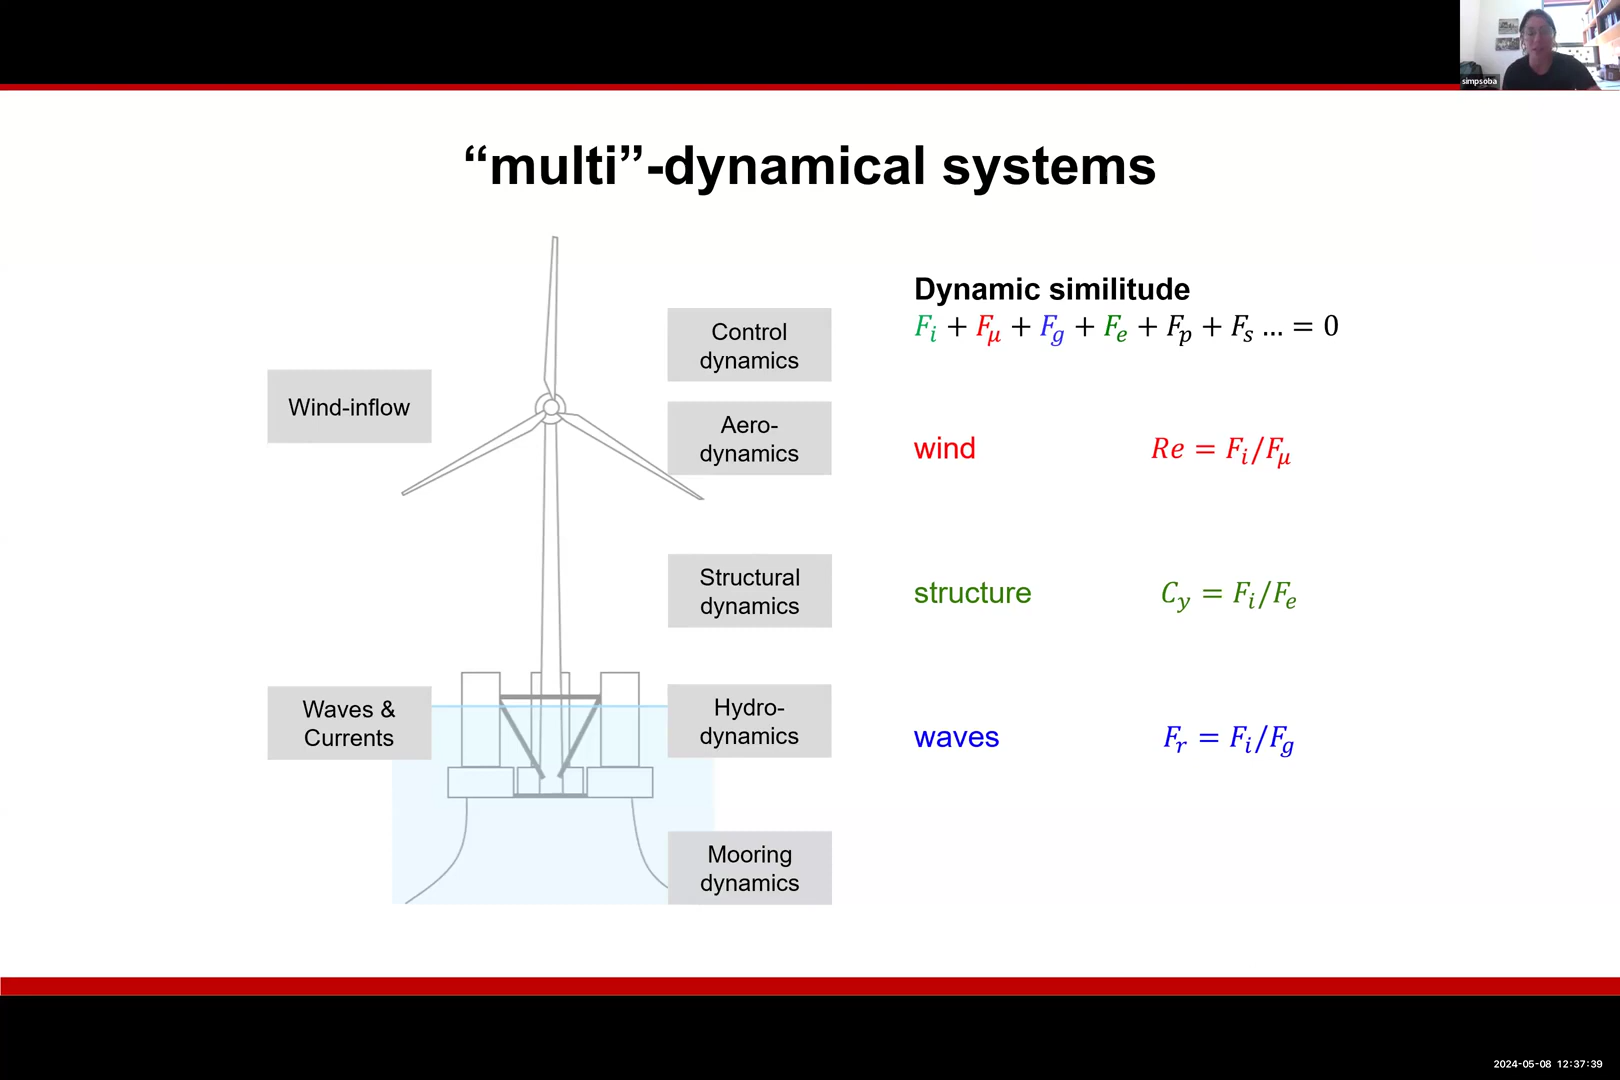 simpsoba
“multi”-dynamical systems
Wind-inflow
Waves &
Currents
Control
dynamics
Aero-
dynamics
Structural
dynamics
Hydro-
dynamics
Mooring
dynamics
Dynamic similitude
F_i + F_μ + F_g + F_e + F_p + F_s ... = 0
wind Re = F_i/F_μ
structure C_y = F_i/F_e
waves F_r = F_i/F_g
2024-05-08 12:37:39